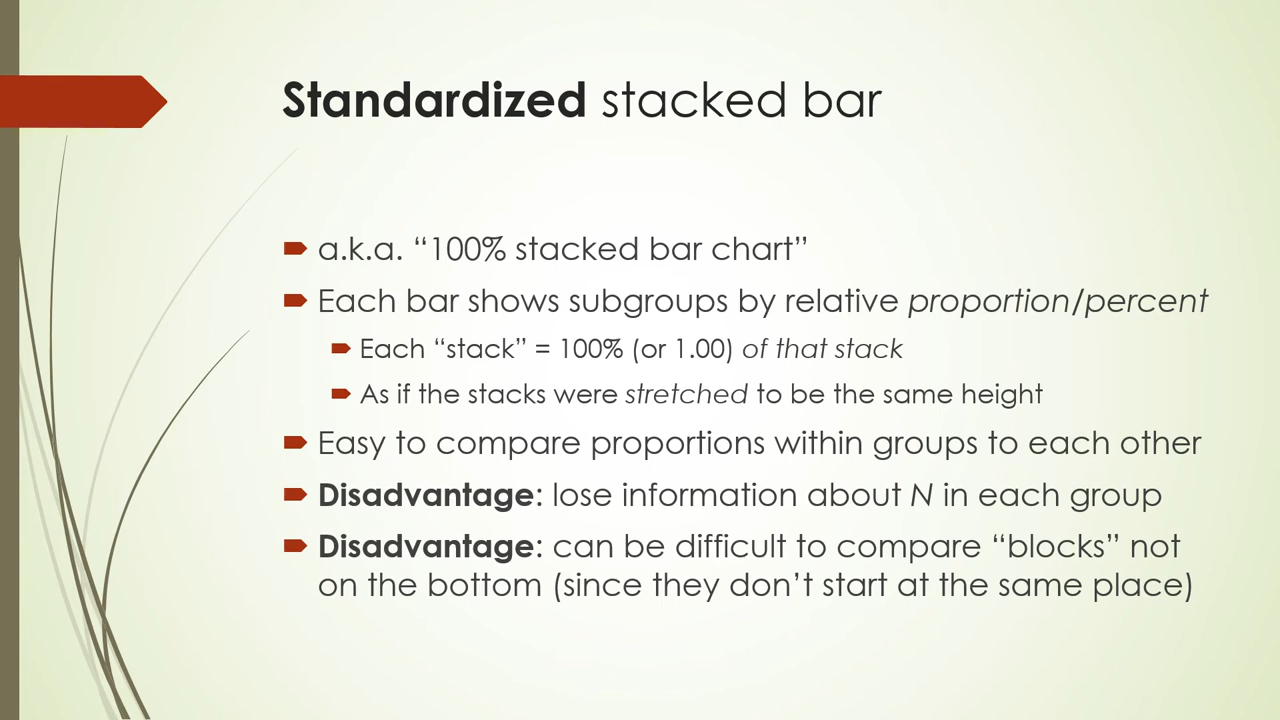 Standardized stacked bar
a.k.a. “100% stacked bar chart”
Each bar shows subgroups by relative proportion/percent
Each “stack” = 100% (or 1.00) of that stack
As if the stacks were stretched to be the same height
Easy to compare proportions within groups to each other
Disadvantage: lose information about N in each group
Disadvantage: can be difficult to compare “blocks” not
on the bottom (since they don’t start at the same place)